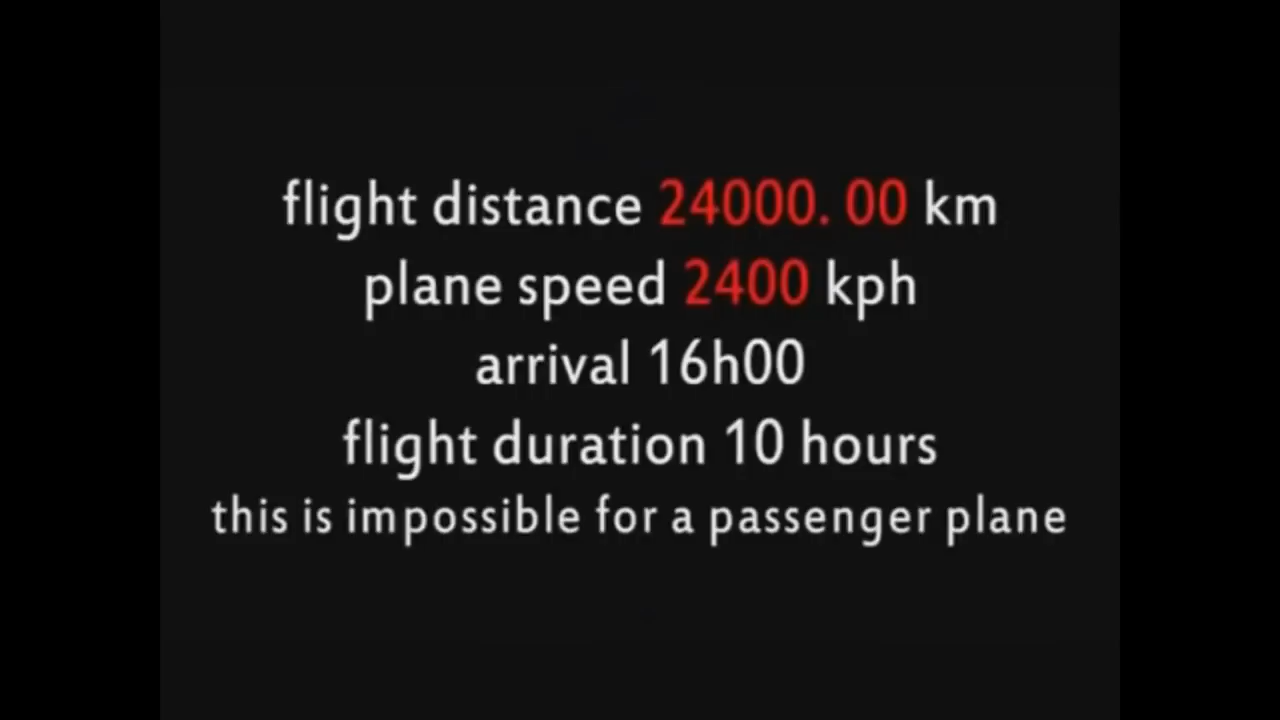 flight distance 24000. 00 km
plane speed 2400 kph
arrival 16h00
flight duration 10 hours
this is impossible for a passenger plane